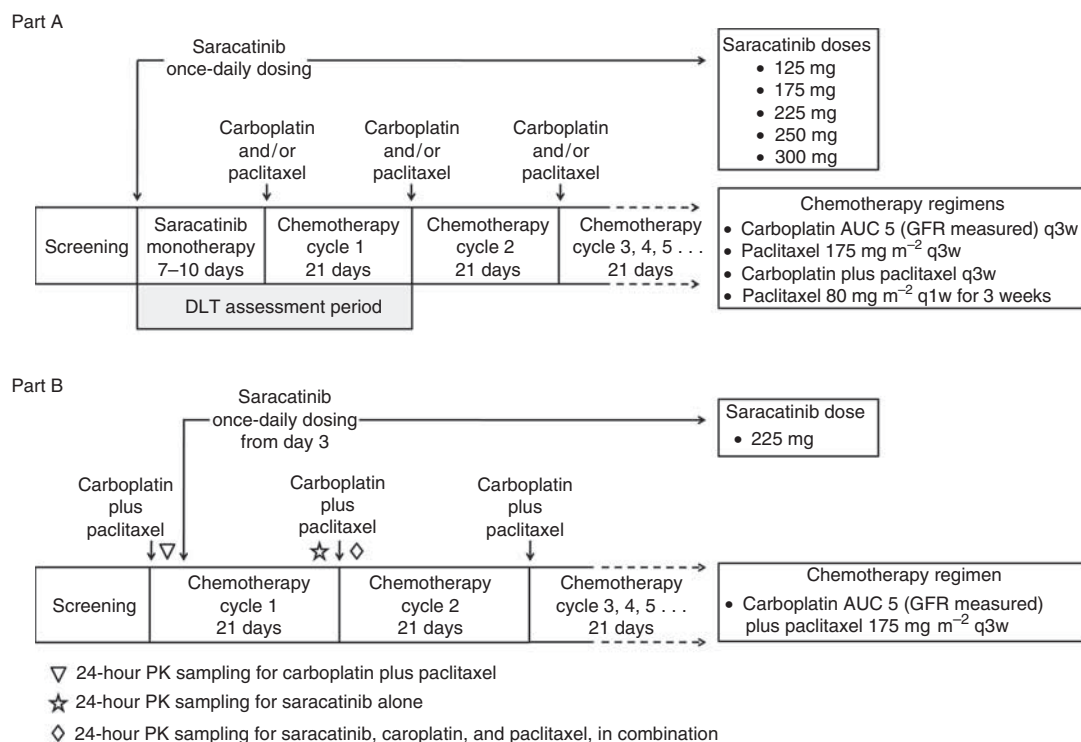 Part A
Saracatinib
once-daily dosing
Saracatinib doses
• 125 mg
• 175 mg
• 225 mg
• 250 mg
• 300 mg
Carboplatin
and/or
paclitaxel
Carboplatin
and/or
paclitaxel
Carboplatin
and/or
paclitaxel
Screening
Saracatinib
monotherapy
7–10 days
Chemotherapy
cycle 1
21 days
Chemotherapy
cycle 2
21 days
Chemotherapy
cycle 3, 4, 5 . . .
21 days
DLT assessment period
Chemotherapy regimens
• Carboplatin AUC 5 (GFR measured) q3w
• Paclitaxel 175 mg m⁻² q3w
• Carboplatin plus paclitaxel q3w
• Paclitaxel 80 mg m⁻² q1w for 3 weeks
Part B
Saracatinib
once-daily dosing
from day 3
Saracatinib dose
• 225 mg
Carboplatin
plus
paclitaxel
Carboplatin
plus
paclitaxel
Carboplatin
plus
paclitaxel
Screening
Chemotherapy
cycle 1
21 days
Chemotherapy
cycle 2
21 days
Chemotherapy
cycle 3, 4, 5 . . .
21 days
Chemotherapy regimen
• Carboplatin AUC 5 (GFR measured)
plus paclitaxel 175 mg m⁻² q3w
▽ 24-hour PK sampling for carboplatin plus paclitaxel
☆ 24-hour PK sampling for saracatinib alone
◇ 24-hour PK sampling for saracatinib, caroplatin, and paclitaxel, in combination